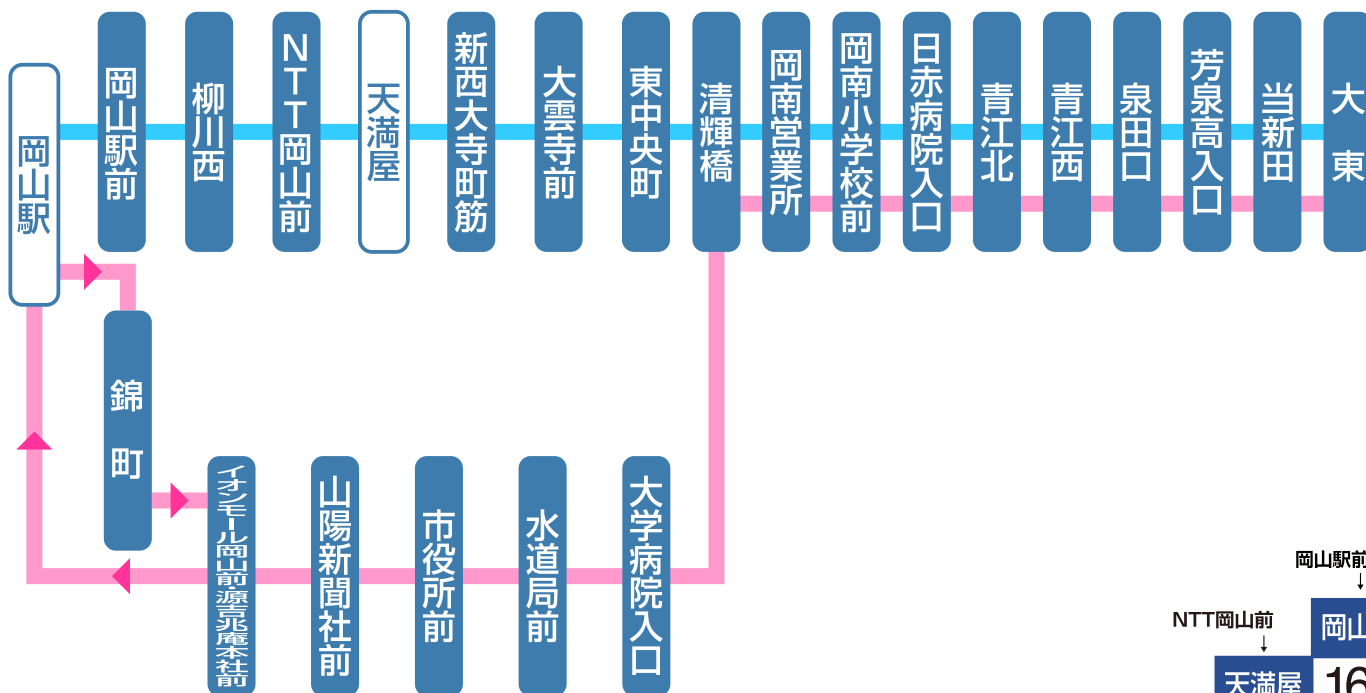 岡山駅
岡山駅前
柳川西
NTT岡山前
天満屋
新西大寺町筋
大雲寺前
東中央町
清輝橋
岡南営業所
岡南小学校前
日赤病院入口
青江北
青江西
泉田口
芳泉高入口
当新田
大東
錦町
イオンモール岡山前・源吉兆庵本社前
山陽新聞社前
市役所前
水道局前
大学病院入口
岡山駅前
↓
NTT岡山前
↓
岡山
天満屋
16